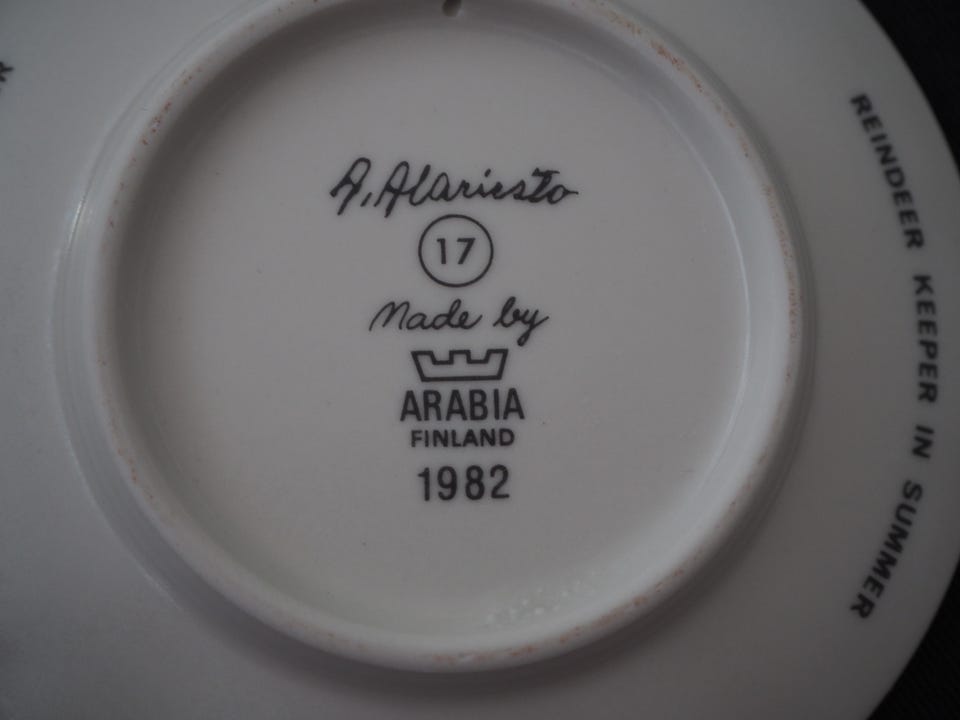 A. Alariesto
17
Made by
ARABIA
FINLAND
1982
REINDEER KEEPER IN SUMMER